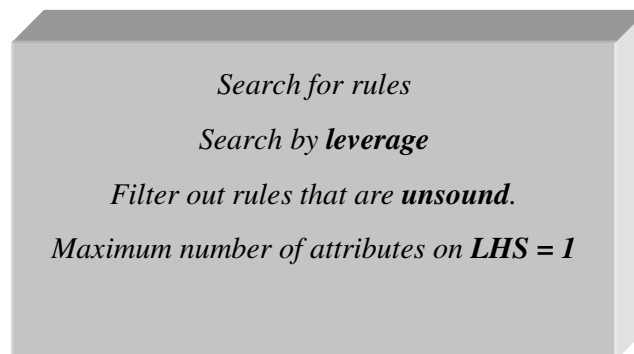 Search for rules
Search by leverage
Filter out rules that are unsound.
Maximum number of attributes on LHS = 1